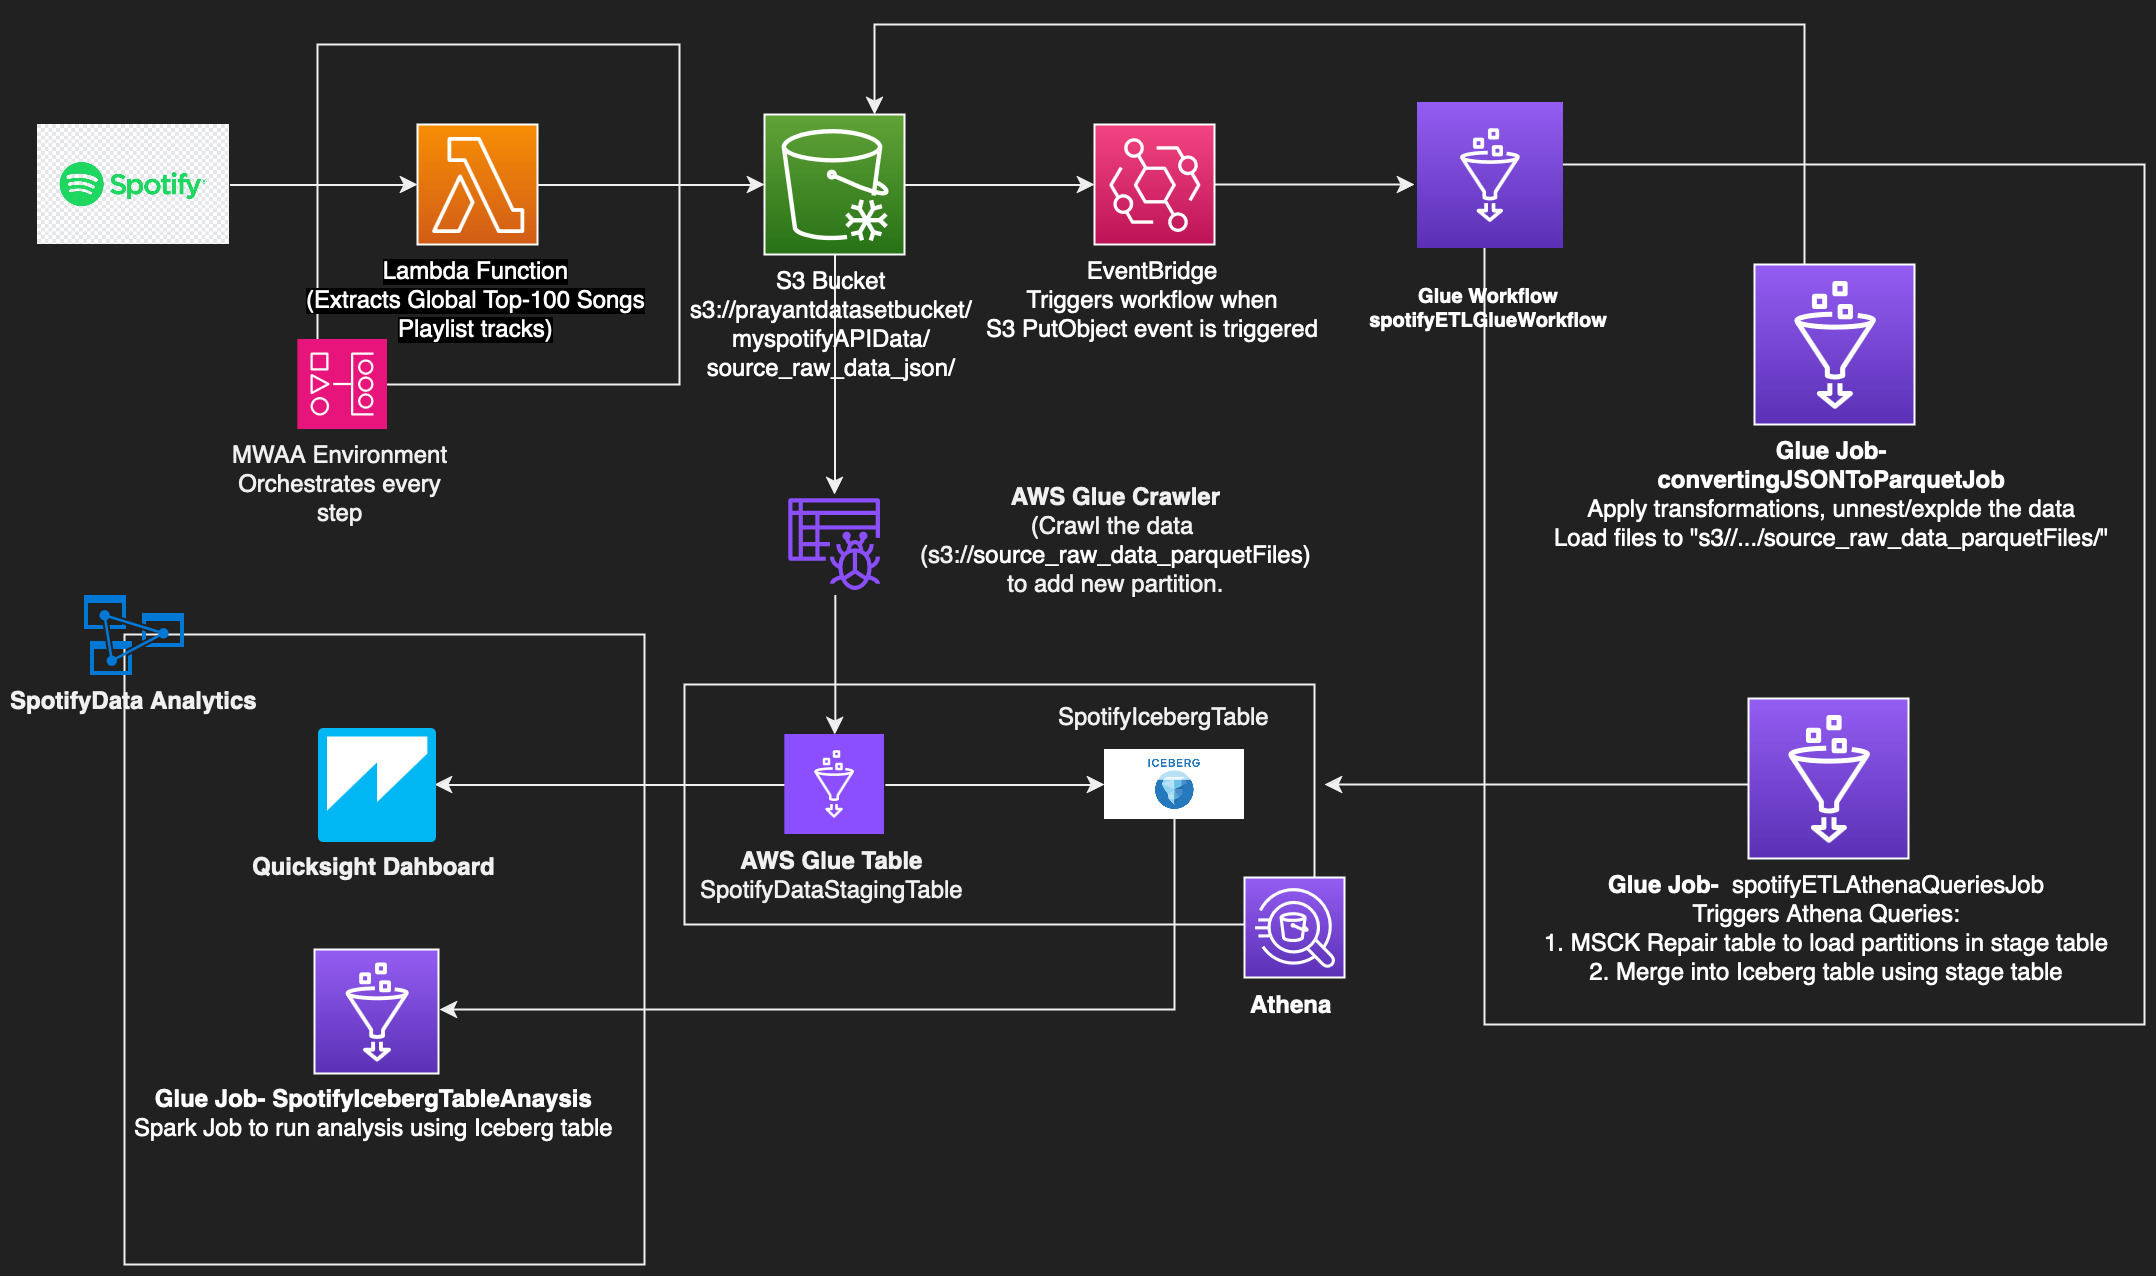 Spotify
Lambda Function
(Extracts Global Top-100 Songs
Playlist tracks)
MWAA Environment
Orchestrates every
step
S3 Bucket
s3://prayantdatasetbucket/
myspotifyAPIData/
source_raw_data_json/
EventBridge
Triggers workflow when
S3 PutObject event is triggered
Glue Workflow
spotifyETLGlueWorkflow
Glue Job-
convertingJSONToParquetJob
Apply transformations, unnest/explde the data
Load files to "s3//.../source_raw_data_parquetFiles/"
AWS Glue Crawler
(Crawl the data
(s3://source_raw_data_parquetFiles)
to add new partition.
SpotifyData Analytics
Quicksight Dahboard
AWS Glue Table
SpotifyDataStagingTable
SpotifyIcebergTable
ICEBERG
Athena
Glue Job- spotifyETLAthenaQueriesJob
Triggers Athena Queries:
1. MSCK Repair table to load partitions in stage table
2. Merge into Iceberg table using stage table
Glue Job- SpotifyIcebergTableAnaysis
Spark Job to run analysis using Iceberg table